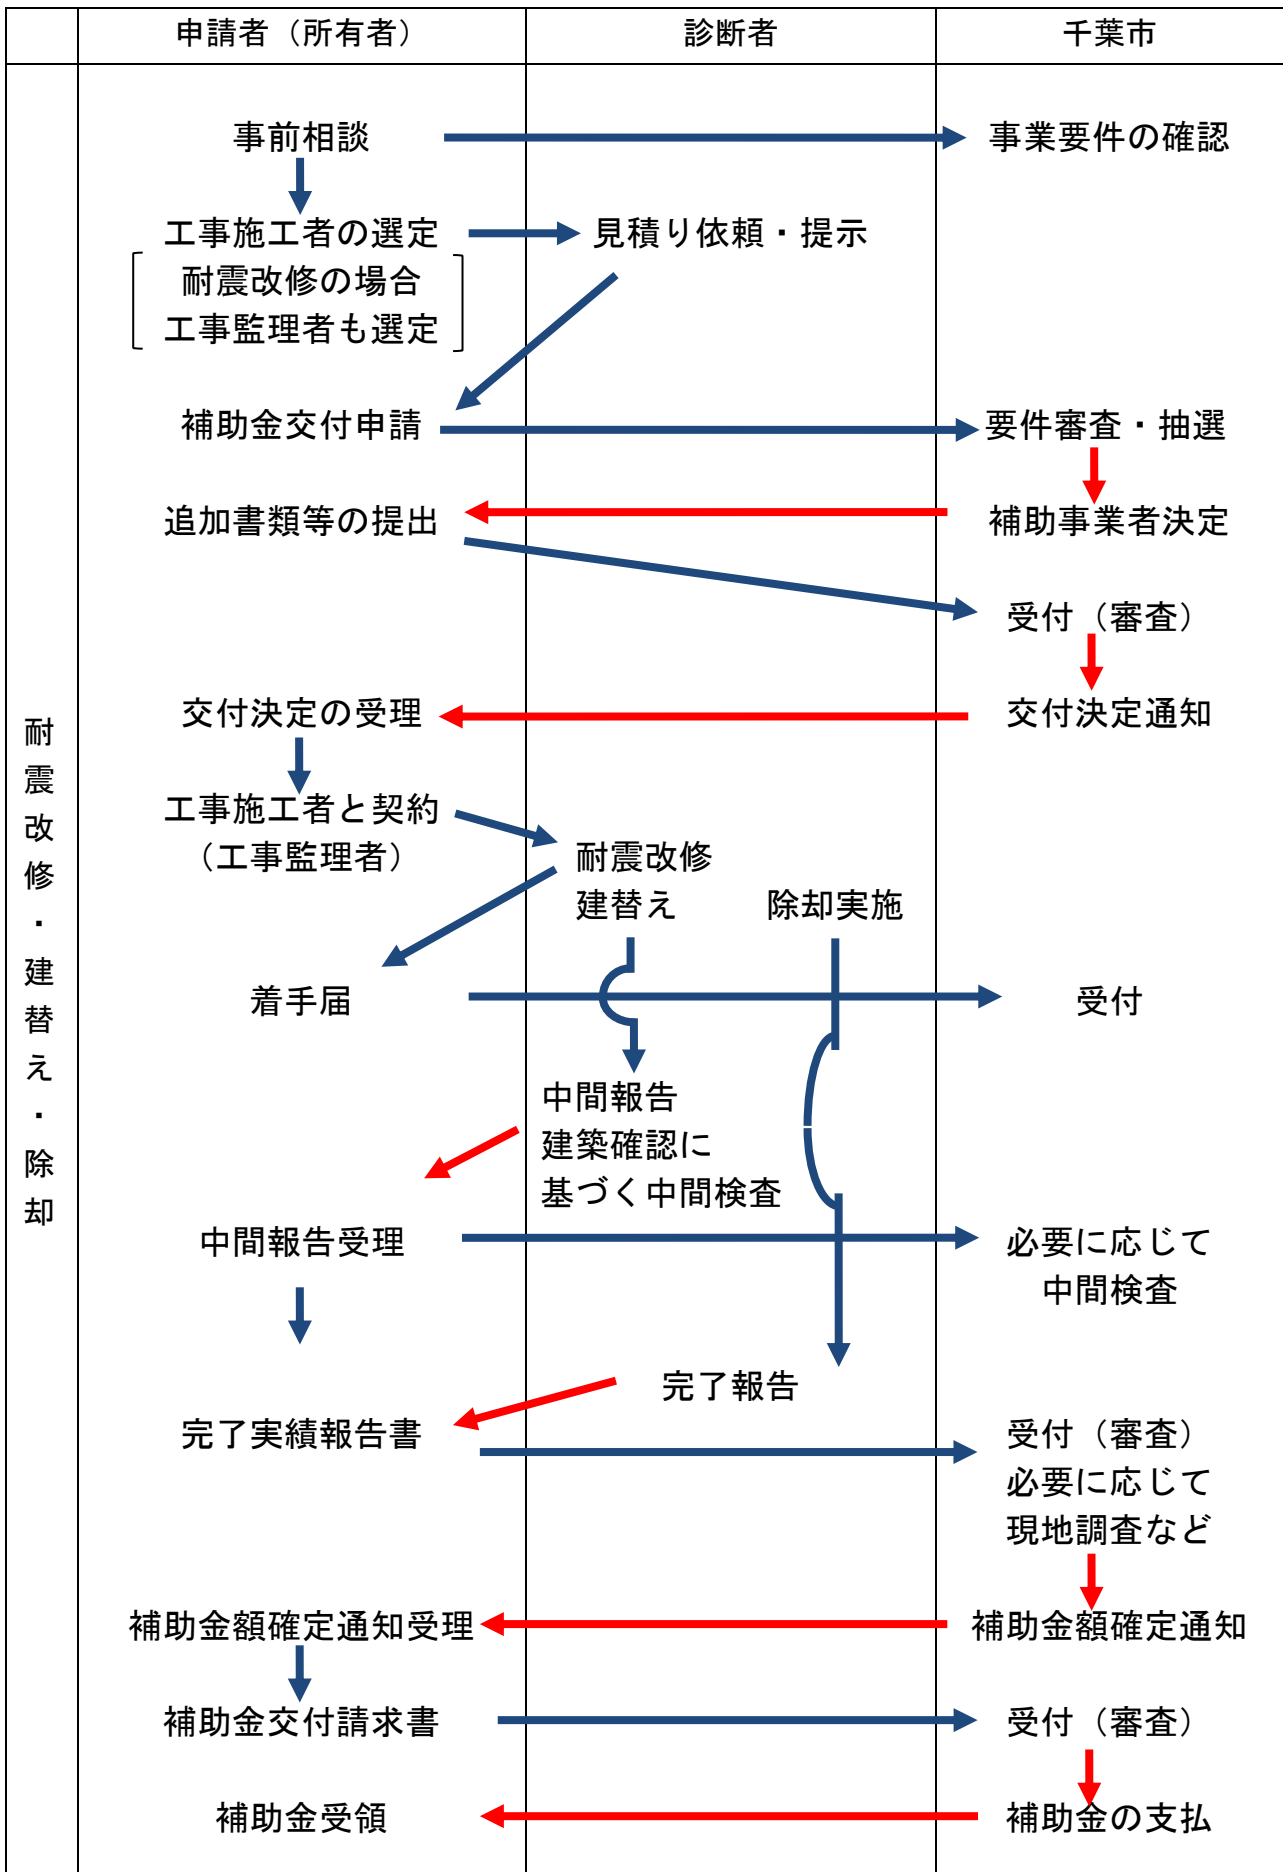 申請者（所有者）
診断者
千葉市
耐震改修・建替え・除却
事前相談
事業要件の確認
工事施工者の選定
見積り依頼・提示
耐震改修の場合
工事監理者も選定
補助金交付申請
要件審査・抽選
追加書類等の提出
補助事業者決定
受付（審査）
交付決定の受理
交付決定通知
工事施工者と契約
（工事監理者）
耐震改修
建替え
除却実施
着手届
受付
中間報告
建築確認に
基づく中間検査
中間報告受理
必要に応じて
中間検査
完了報告
完了実績報告書
受付（審査）
必要に応じて
現地調査など
補助金額確定通知受理
補助金額確定通知
補助金交付請求書
受付（審査）
補助金受領
補助金の支払